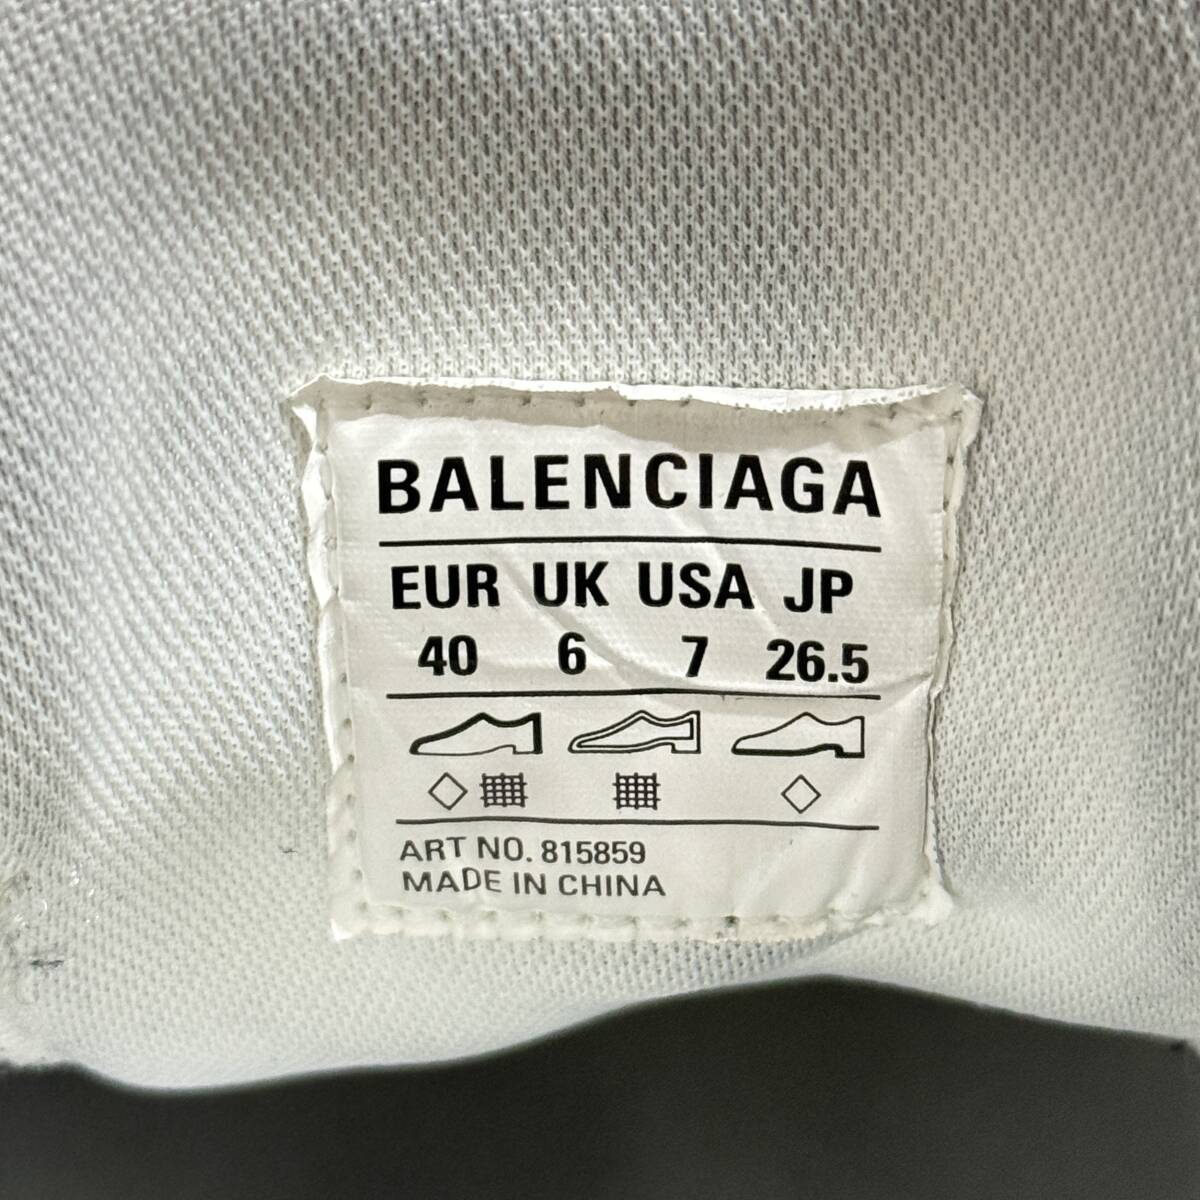 BALENCIAGA
EUR UK USA JP
40 6 7 26.5
ART NO. 815859
MADE IN CHINA